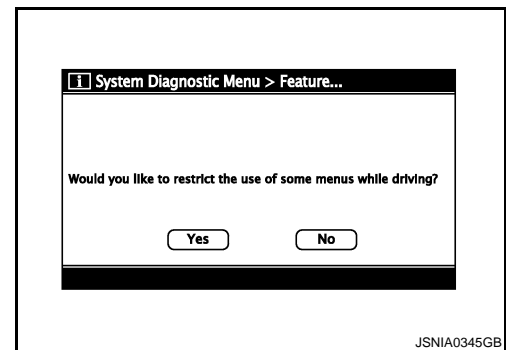 i System Diagnostic Menu > Feature...
Would you like to restrict the use of some menus while driving?
Yes No
JSNIA0345GB